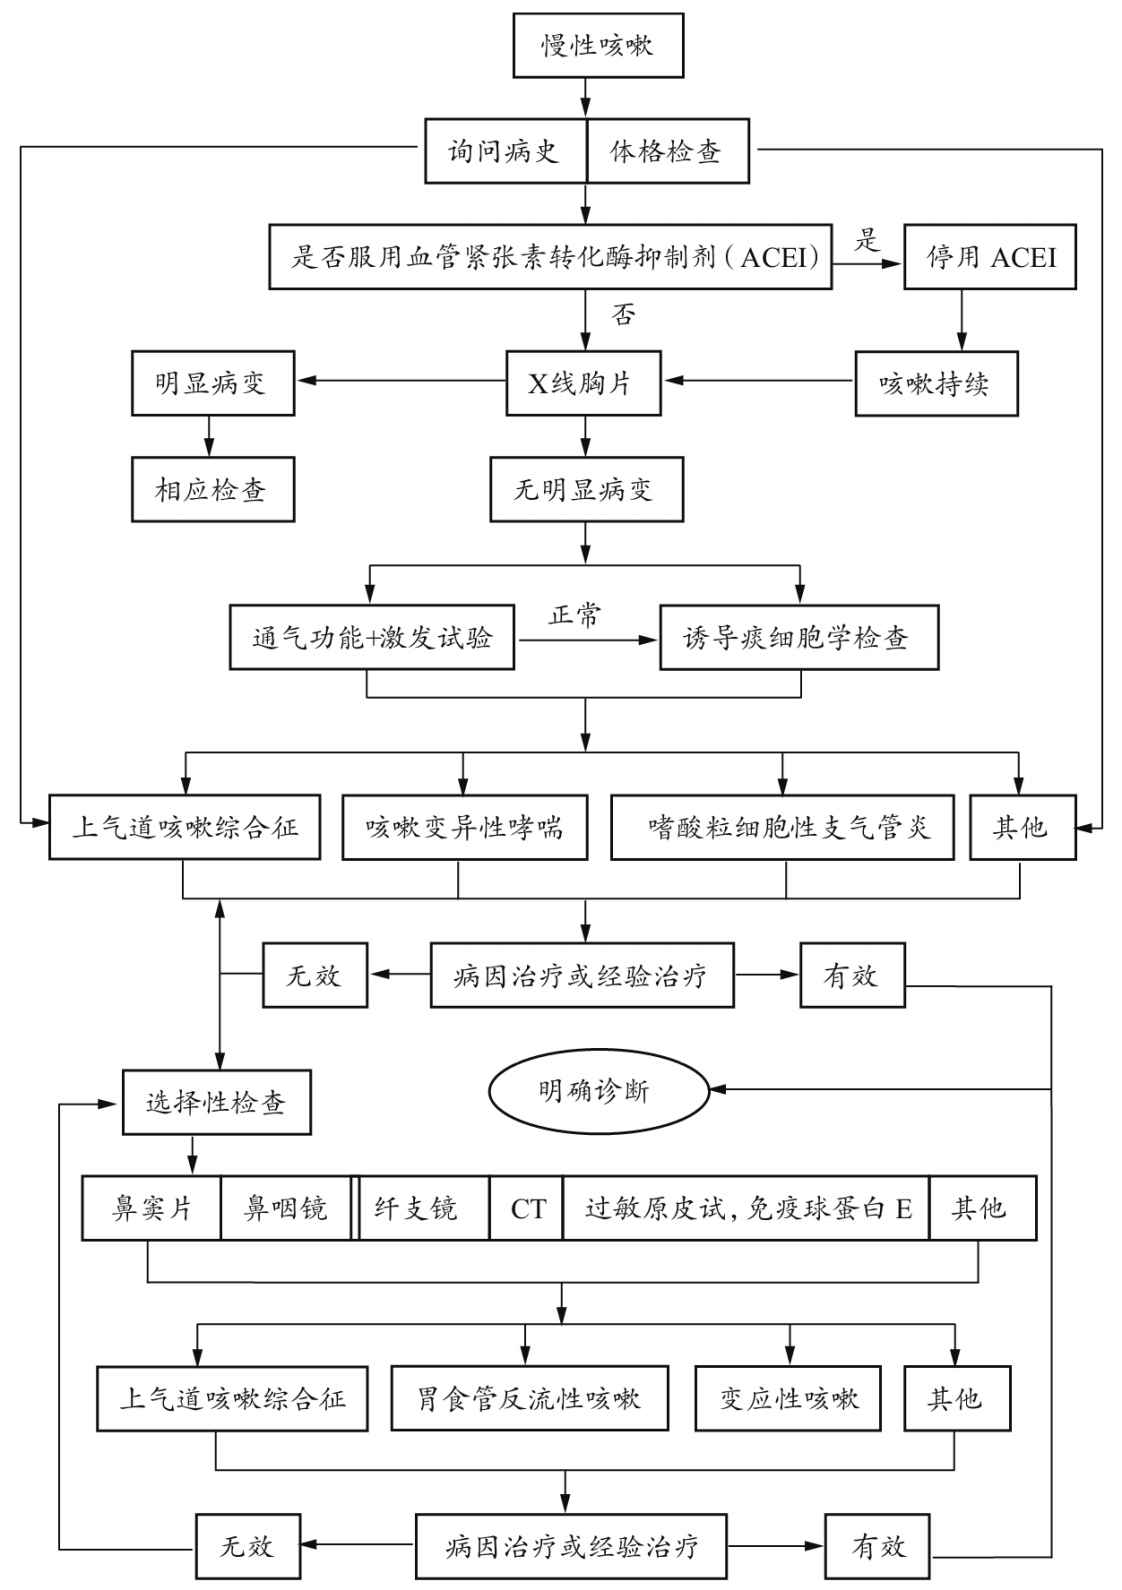 慢性咳嗽
询问病史 体格检查
是否服用血管紧张素转化酶抑制剂(ACEI) 是 停用 ACEI
否
明显病变 X线胸片 咳嗽持续
相应检查 无明显病变
通气功能+激发试验 正常 诱导痰细胞学检查
上气道咳嗽综合征 咳嗽变异性哮喘 嗜酸粒细胞性支气管炎 其他
无效 病因治疗或经验治疗 有效
选择性检查 明确诊断
鼻窦片 鼻咽镜 纤支镜 CT 过敏原皮试,免疫球蛋白 E 其他
上气道咳嗽综合征 胃食管反流性咳嗽 变应性咳嗽 其他
无效 病因治疗或经验治疗 有效